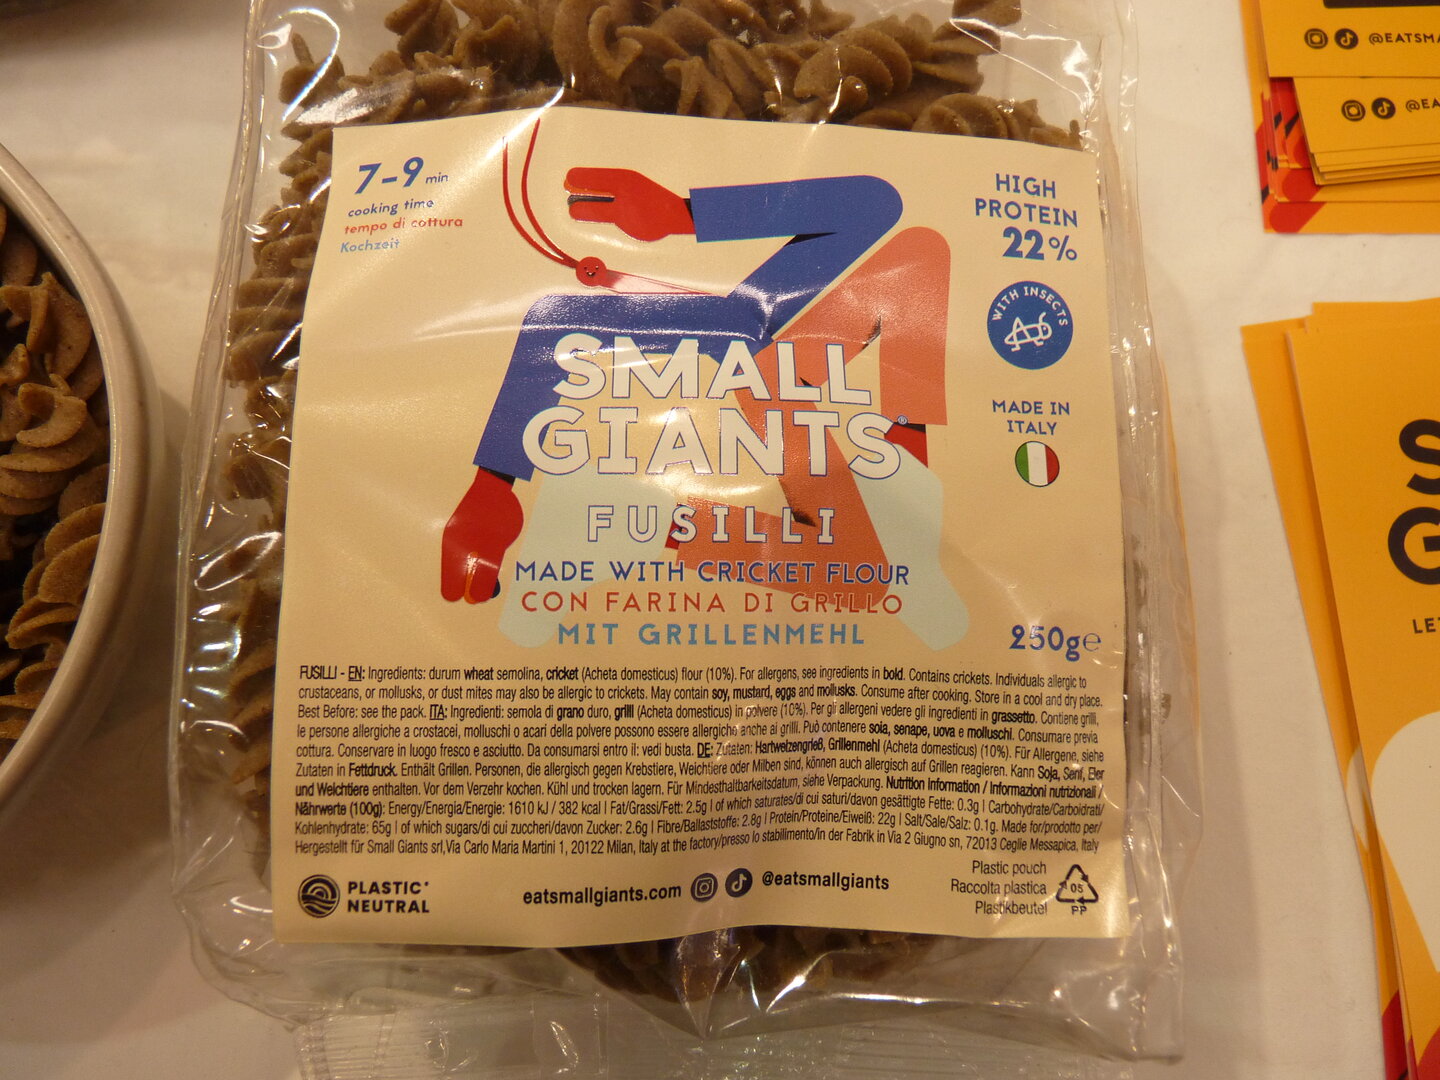 7-9 min
cooking time
tempo di cottura
Kochzeit
HIGH
PROTEIN
22%
WITH INSECTS
MADE IN
ITALY
SMALL
GIANTS®
FUSILLI
MADE WITH CRICKET FLOUR
CON FARINA DI GRILLO
MIT GRILLENMEHL
250g℮
FUSILLI - EN: Ingredients: durum wheat semolina, cricket (Acheta domesticus) flour (10%). For allergens, see ingredients in bold. Contains crickets. Individuals allergic to
crustaceans, or mollusks, or dust mites may also be allergic to crickets. May contain soy, mustard, eggs and mollusks. Consume after cooking. Store in a cool and dry place.
Best Before: see the pack. ITA: Ingredienti: semola di grano duro, grilli (Acheta domesticus) in polvere (10%). Per gli allergeni vedere gli ingredienti in grassetto. Contiene grilli,
le persone allergiche a crostacei, molluschi o acari della polvere possono essere allergiche anche ai grilli. Può contenere soia, senape, uova e molluschi. Consumare previa
cottura. Conservare in luogo fresco e asciutto. Da consumarsi entro il: vedi busta. DE: Zutaten: Hartweizengrieß, Grillenmehl (Acheta domesticus) (10%). Für Allergene, siehe
Zutaten in Fettdruck. Enthält Grillen. Personen, die allergisch gegen Krebstiere, Weichtiere oder Milben sind, können auch allergisch auf Grillen reagieren. Kann Soja, Senf, Eier
und Weichtiere enthalten. Vor dem Verzehr kochen. Kühl und trocken lagern. Für Mindesthaltbarkeitsdatum, siehe Verpackung. Nutrition Information / Informazioni nutrizionali /
Nährwerte (100g): Energy/Energia/Energie: 1610 kJ / 382 kcal | Fat/Grassi/Fett: 2.5g | of which saturates/di cui saturi/davon gesättigte Fette: 0.3g | Carbohydrate/Carboidrati/
Kohlenhydrate: 65g | of which sugars/di cui zuccheri/davon Zucker: 2.6g | Fibre/Ballaststoffe: 2.8g | Protein/Proteine/Eiweiß: 22g | Salt/Sale/Salz: 0.1g. Made for/prodotto per/
Hergestellt für Small Giants srl,Via Carlo Maria Martini 1, 20122 Milan, Italy at the factory/presso lo stabilimento/in der Fabrik in Via 2 Giugno sn, 72013 Ceglie Messapica, Italy
PLASTIC
NEUTRAL
eatsmallgiants.com @eatsmallgiants
Plastic pouch
Raccolta plastica
Plastikbeutel
05
PP
@EATSMA
@EA
S
G
LE